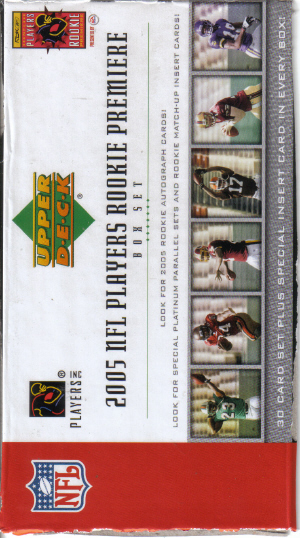 NFL
PLAYERS INC
UPPER
DECK
2005 NFL PLAYERS ROOKIE PREMIERE
BOX SET
LOOK FOR 2005 ROOKIE AUTOGRAPH CARDS!
LOOK FOR SPECIAL PLATINUM PARALLEL SETS AND ROOKIE MATCH-UP INSERT CARDS!
30 CARD SET PLUS SPECIAL INSERT CARD IN EVERY BOX!
PLAYERS
ROOKIE